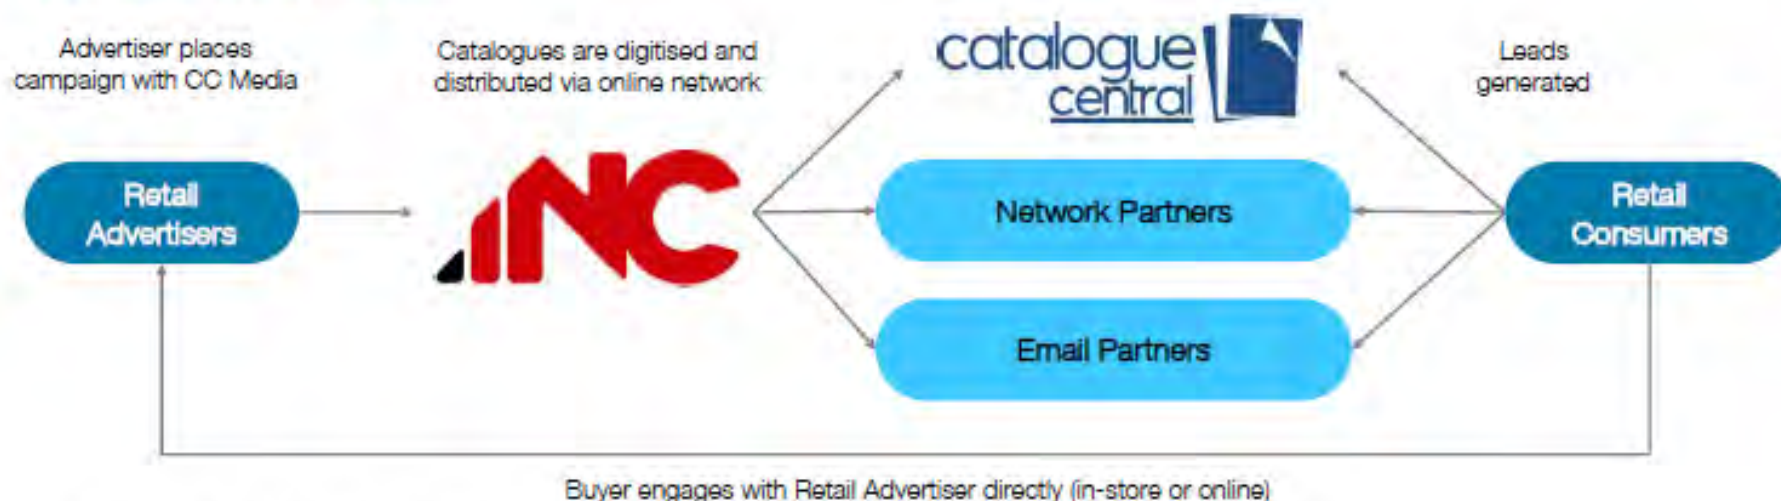 Advertiser places
campaign with CC Media
Catalogues are digitised and
distributed via online network
catalogue
central
Leads
generated
Retail
Advertisers
INC
Network Partners
Retail
Consumers
Email Partners
Buyer engages with Retail Advertiser directly (in-store or online)